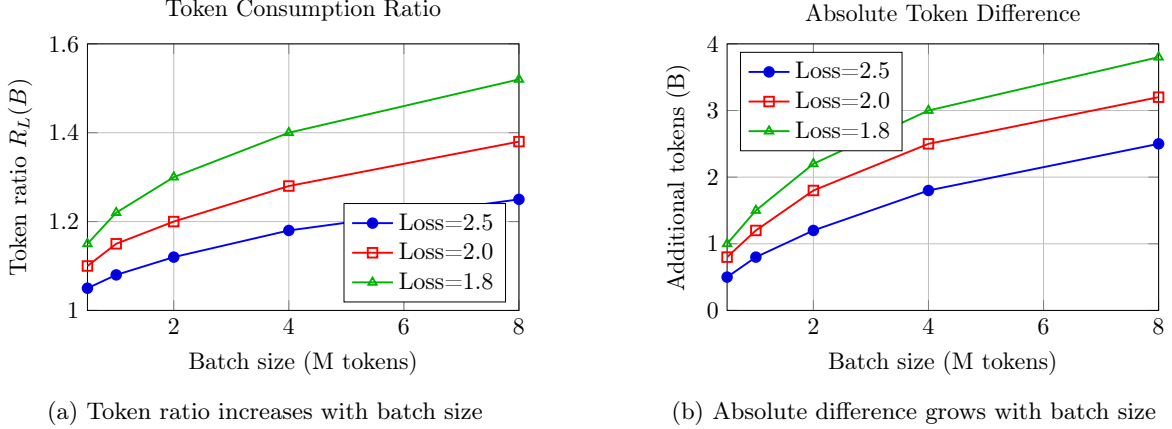 Token Consumption Ratio
Token ratio R_L(B)
1.6
1.4
1.2
1
2
4
6
8
Batch size (M tokens)
Loss=2.5
Loss=2.0
Loss=1.8
(a) Token ratio increases with batch size
Absolute Token Difference
Additional tokens (B)
4
3
2
1
0
2
4
6
8
Batch size (M tokens)
Loss=2.5
Loss=2.0
Loss=1.8
(b) Absolute difference grows with batch size